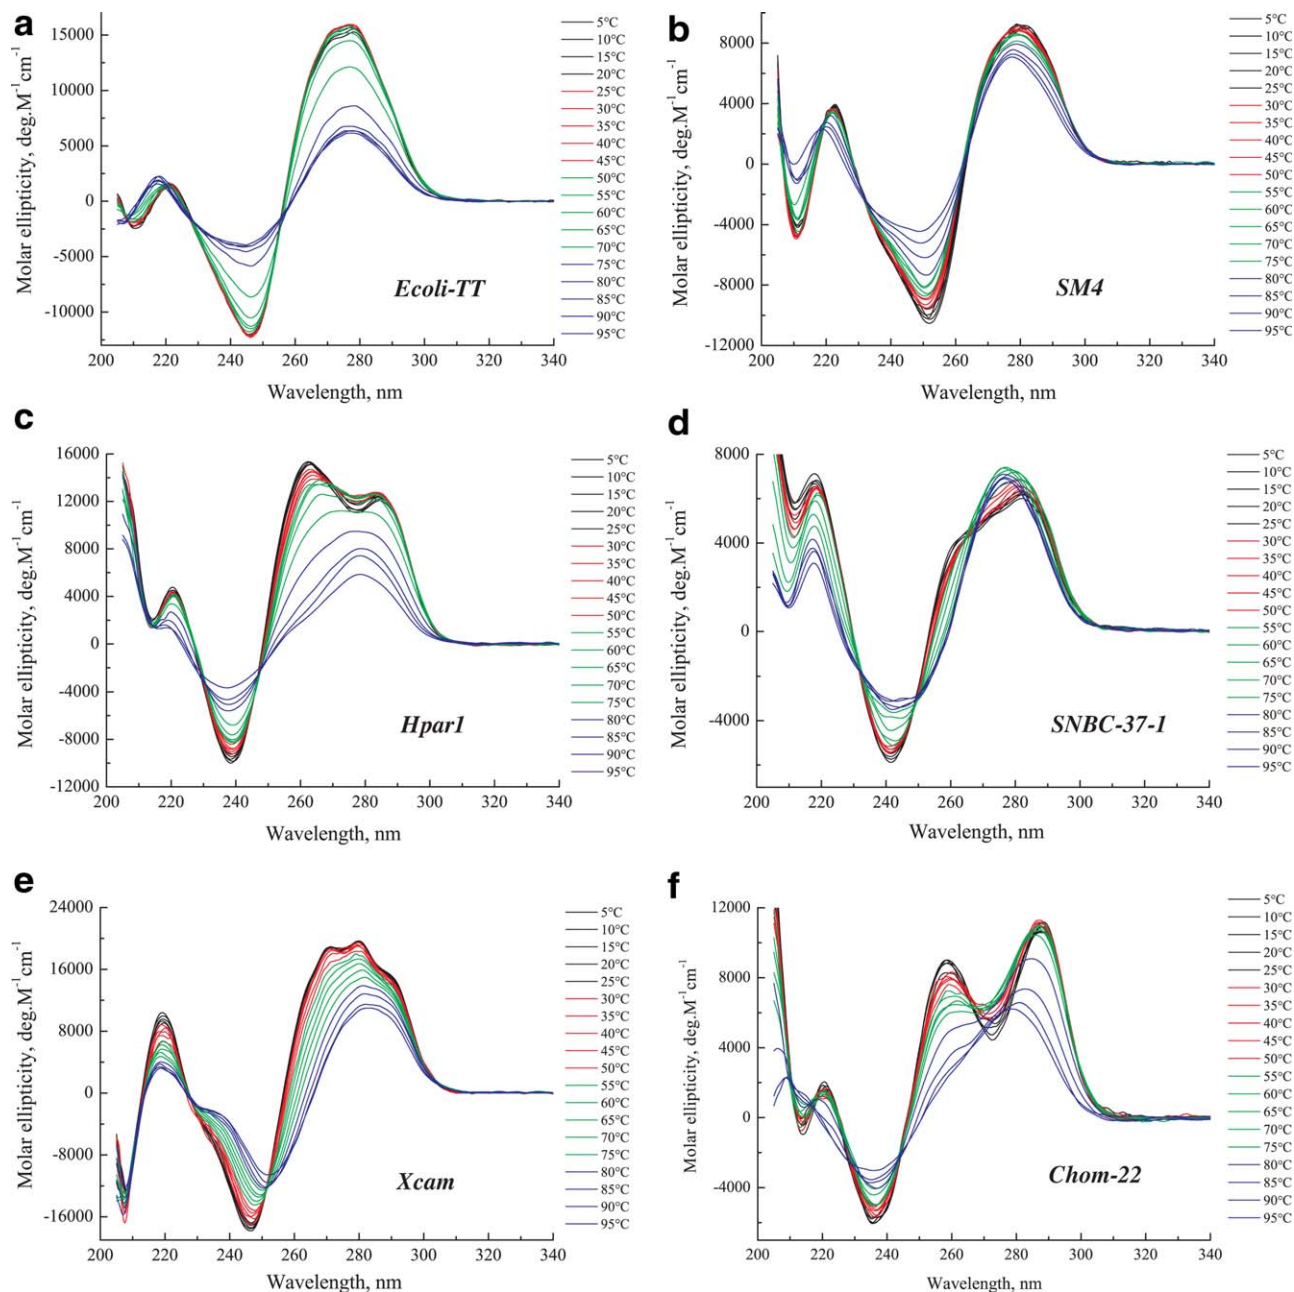 a
Molar ellipticity, deg.M⁻¹cm⁻¹
15000
10000
5000
0
-5000
-10000
200 220 240 260 280 300 320 340
Wavelength, nm
Ecoli-TT
5°C
10°C
15°C
20°C
25°C
30°C
35°C
40°C
45°C
50°C
55°C
60°C
65°C
70°C
75°C
80°C
85°C
90°C
95°C
b
Molar ellipticity, deg.M⁻¹cm⁻¹
8000
4000
0
-4000
-8000
-12000
200 220 240 260 280 300 320 340
Wavelength, nm
SM4
5°C
10°C
15°C
20°C
25°C
30°C
35°C
40°C
45°C
50°C
55°C
60°C
65°C
70°C
75°C
80°C
85°C
90°C
95°C
c
Molar ellipticity, deg.M⁻¹cm⁻¹
16000
12000
8000
4000
0
-4000
-8000
-12000
200 220 240 260 280 300 320 340
Wavelength, nm
Hpar1
5°C
10°C
15°C
20°C
25°C
30°C
35°C
40°C
45°C
50°C
55°C
60°C
65°C
70°C
75°C
80°C
85°C
90°C
95°C
d
Molar ellipticity, deg.M⁻¹cm⁻¹
8000
4000
0
-4000
200 220 240 260 280 300 320 340
Wavelength, nm
SNBC-37-1
5°C
10°C
15°C
20°C
25°C
30°C
35°C
40°C
45°C
50°C
55°C
60°C
65°C
70°C
75°C
80°C
85°C
90°C
95°C
e
Molar ellipticity, deg.M⁻¹cm⁻¹
24000
16000
8000
0
-8000
-16000
200 220 240 260 280 300 320 340
Wavelength, nm
Xcam
5°C
10°C
15°C
20°C
25°C
30°C
35°C
40°C
45°C
50°C
55°C
60°C
65°C
70°C
75°C
80°C
85°C
90°C
95°C
f
Molar ellipticity, deg.M⁻¹cm⁻¹
12000
8000
4000
0
-4000
200 220 240 260 280 300 320 340
Wavelength, nm
Chom-22
5°C
10°C
15°C
20°C
25°C
30°C
35°C
40°C
45°C
50°C
55°C
60°C
65°C
70°C
75°C
80°C
85°C
90°C
95°C